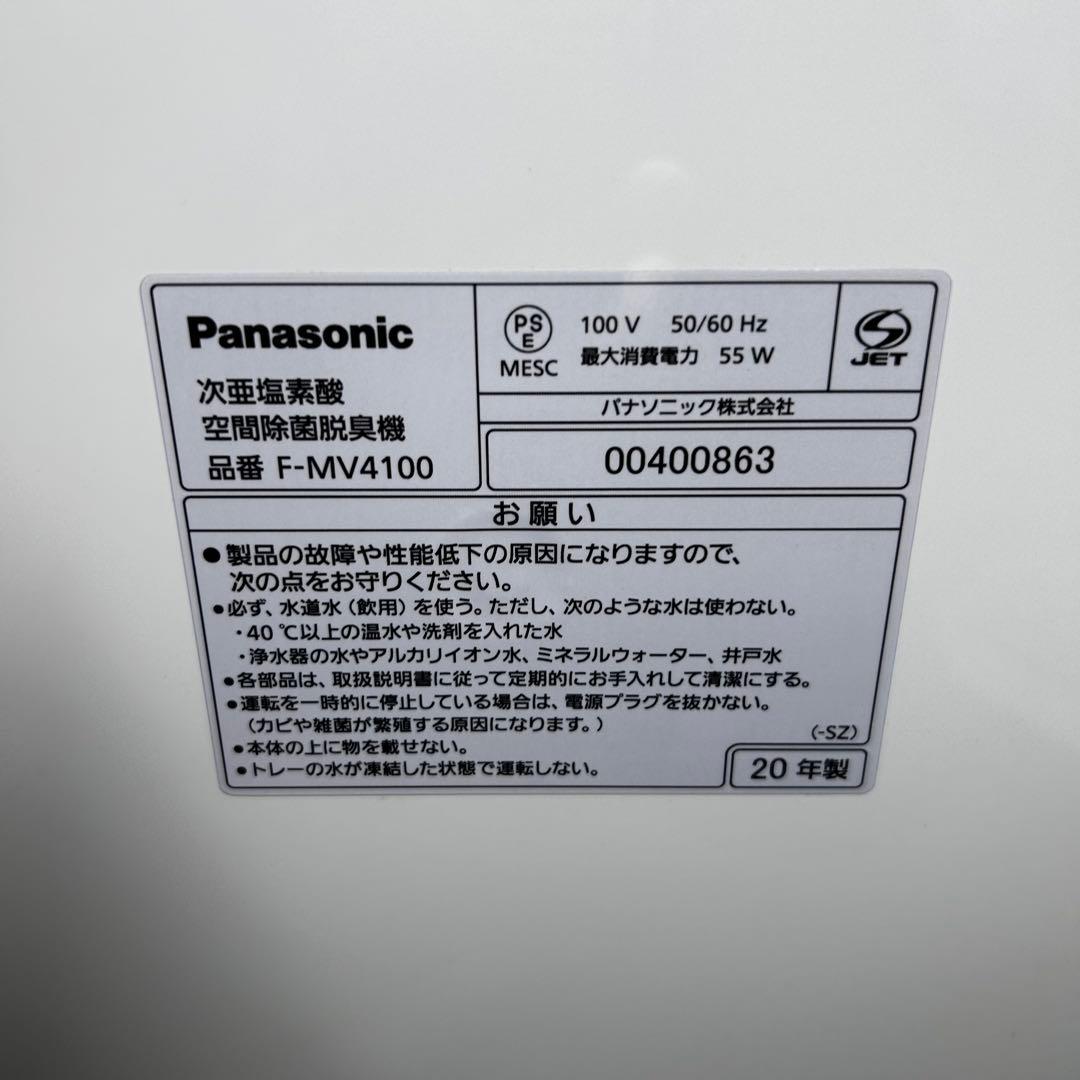 Panasonic
次亜塩素酸
空間除菌脱臭機
品番 F-MV4100
PS
E
MESC
100 V 50/60 Hz
最大消費電力 55 W
S
JET
パナソニック株式会社
00400863
お願い
●製品の故障や性能低下の原因になりますので、
次の点をお守りください。
●必ず、水道水（飲用）を使う。ただし、次のような水は使わない。
・40 ℃以上の温水や洗剤を入れた水
・浄水器の水やアルカリイオン水、ミネラルウォーター、井戸水
●各部品は、取扱説明書に従って定期的にお手入れして清潔にする。
●運転を一時的に停止している場合は、電源プラグを抜かない。
（カビや雑菌が繁殖する原因になります。）
●本体の上に物を載せない。
●トレーの水が凍結した状態で運転しない。
（-SZ）
20 年製